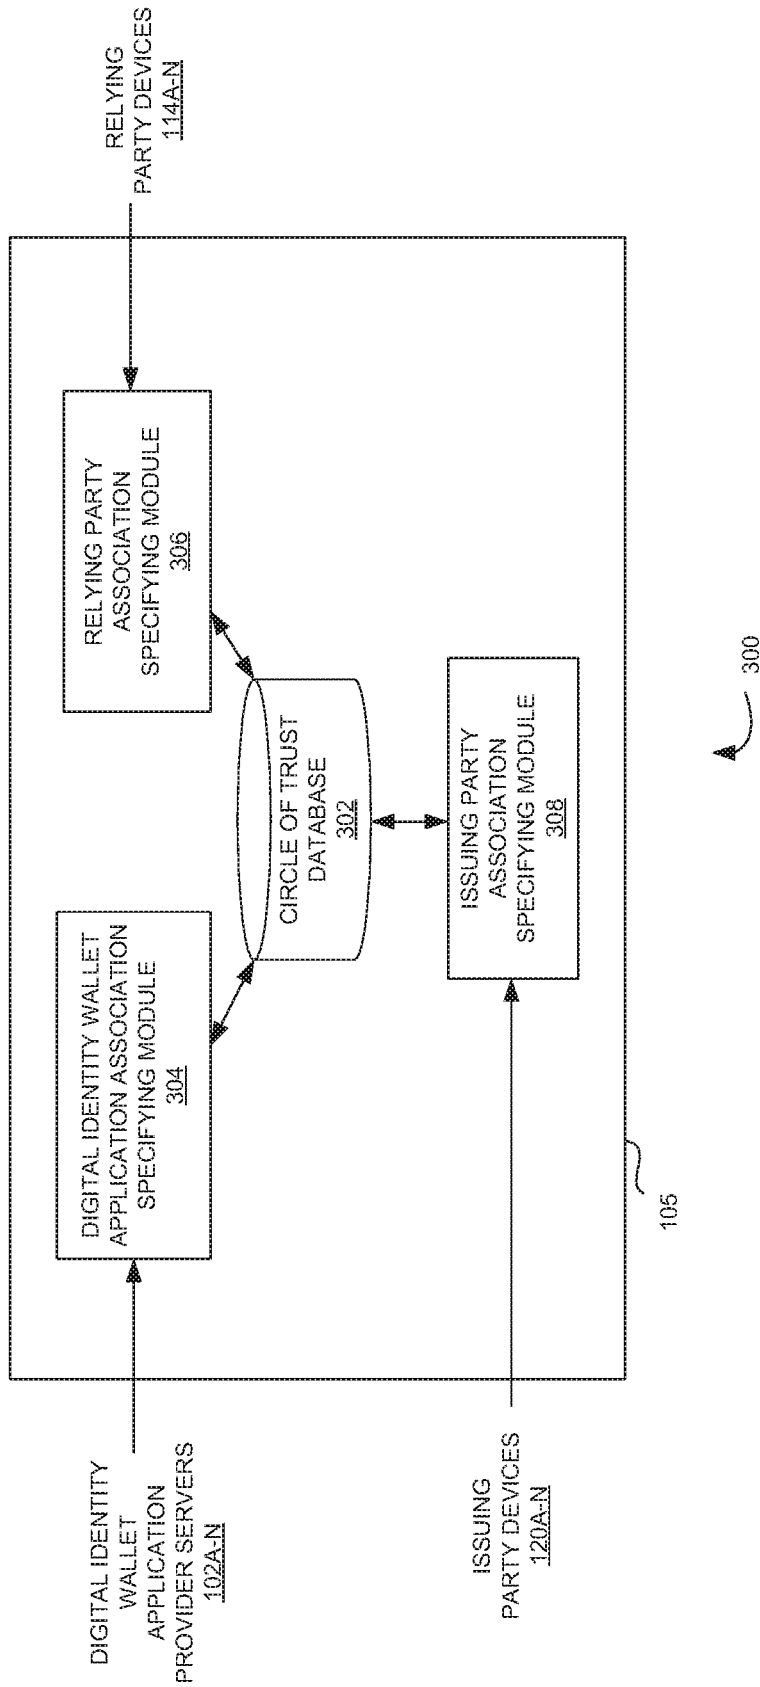 DIGITAL IDENTITY
WALLET
APPLICATION
PROVIDER SERVERS
102A-N
DIGITAL IDENTITY WALLET
APPLICATION ASSOCIATION
SPECIFYING MODULE
304
RELYING PARTY
ASSOCIATION
SPECIFYING MODULE
306
RELYING
PARTY DEVICES
114A-N
CIRCLE OF TRUST
DATABASE
302
ISSUING
PARTY DEVICES
120A-N
ISSUING PARTY
ASSOCIATION
SPECIFYING MODULE
308
105
300